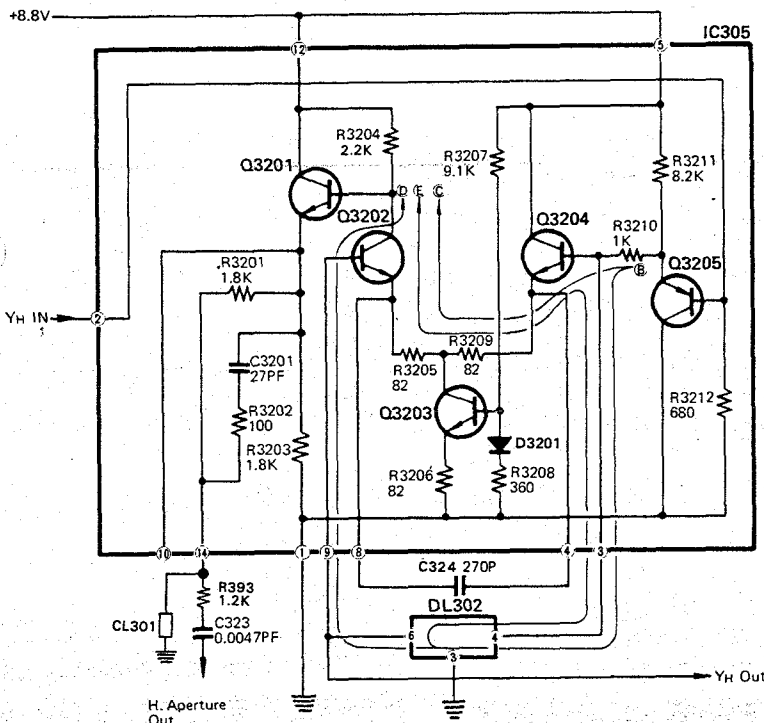 +8.8V
IC305
12
5
R3204
2.2K
R3207
9.1K
R3211
8.2K
Q3201
D
E
C
Q3202
Q3204
R3210
1K
B
Q3205
R3201
1.8K
YH IN
2
C3201
27PF
R3205
82
R3209
82
R3202
100
Q3203
R3212
680
D3201
R3203
1.8K
R3206
82
R3208
360
10
14
1
9
8
4
3
C324 270P
R393
1.2K
CL301
DL302
C323
0.0047PF
6
4
3
YH Out
H. Aperture
Out